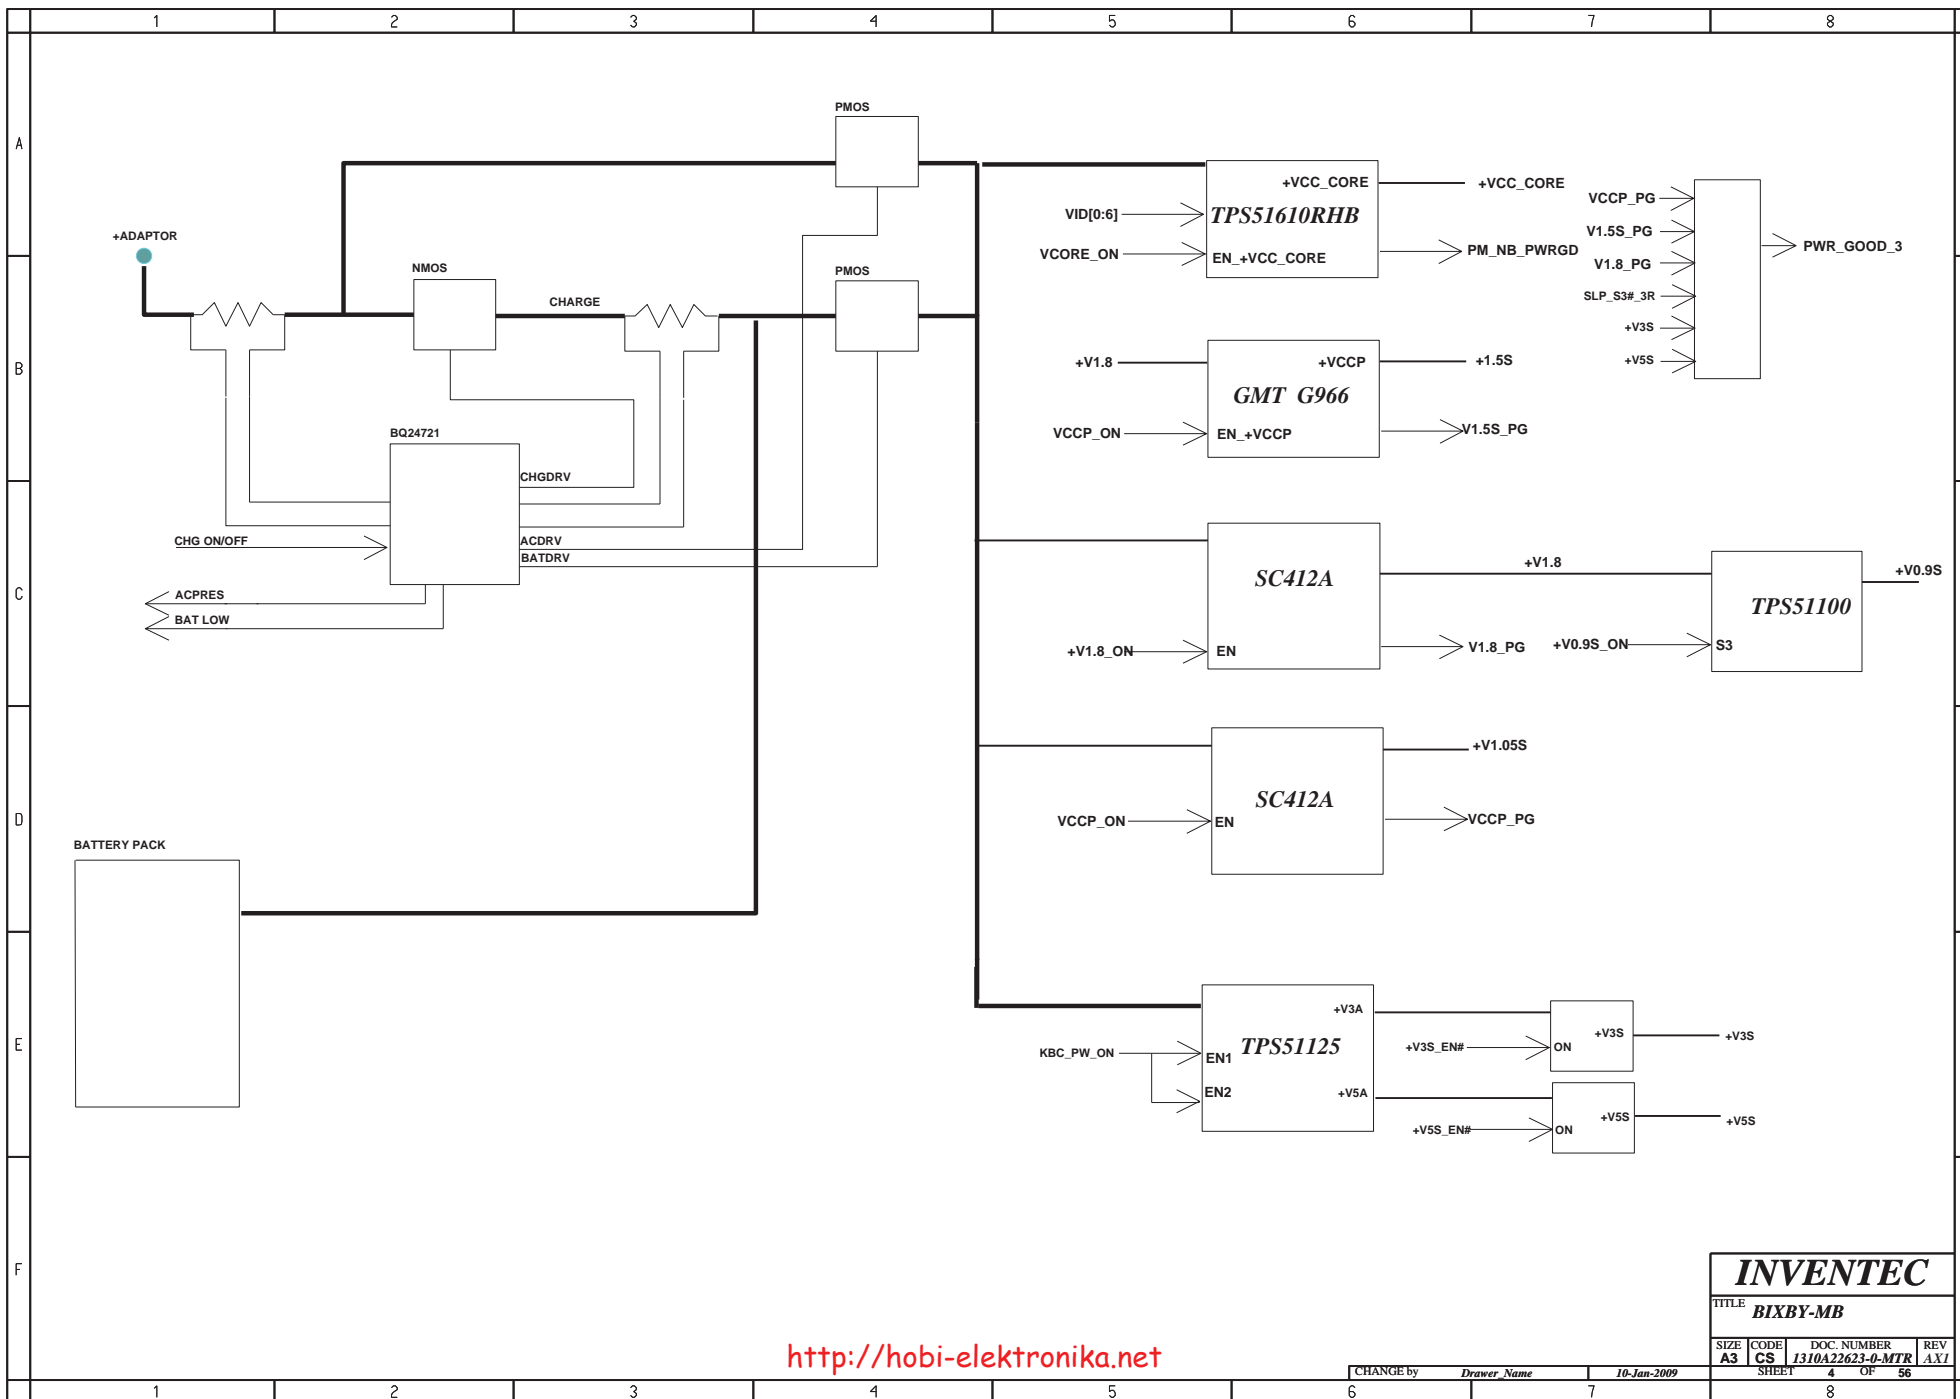 1 2 3 4 5 6 7 8
A
B
C
D
E
F
+ADAPTOR
NMOS
CHARGE
PMOS
PMOS
BQ24721
CHGDRV
ACDRV
BATDRV
CHG ON/OFF
ACPRES
BAT LOW
BATTERY PACK
VID[0:6]
VCORE_ON
+VCC_CORE
TPS51610RHB
EN_+VCC_CORE
+VCC_CORE
PM_NB_PWRGD
VCCP_PG
V1.5S_PG
V1.8_PG
SLP_S3#_3R
+V3S
+V5S
PWR_GOOD_3
+V1.8
VCCP_ON
+VCCP
GMT G966
EN_+VCCP
+1.5S
V1.5S_PG
SC412A
+V1.8_ON
EN
+V1.8
V1.8_PG
+V0.9S_ON
TPS51100
S3
+V0.9S
SC412A
VCCP_ON
EN
+V1.05S
VCCP_PG
KBC_PW_ON
+V3A
TPS51125
EN1
EN2
+V5A
+V3S_EN#
+V3S
ON
+V3S
+V5S_EN#
+V5S
ON
+V5S
INVENTEC
TITLE BIXBY-MB
SIZE CODE DOC. NUMBER REV
A3 CS 1310A22623-0-MTR AX1
CHANGE by Drawer_Name 10-Jan-2009 SHEET 4 OF 56
http://hobi-elektronika.net
1 2 3 4 5 6 7 8